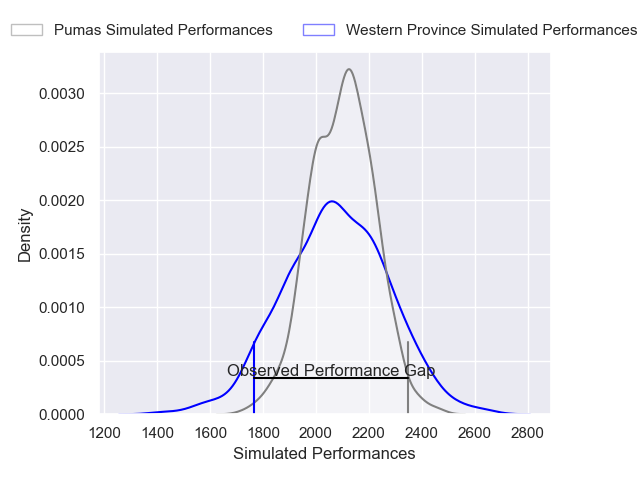 Pumas Simulated Performances
Western Province Simulated Performances
0.0030
0.0025
0.0020
0.0015
0.0010
0.0005
0.0000
Density
Observed Performance Gap
1200 1400 1600 1800 2000 2200 2400 2600 2800
Simulated Performances